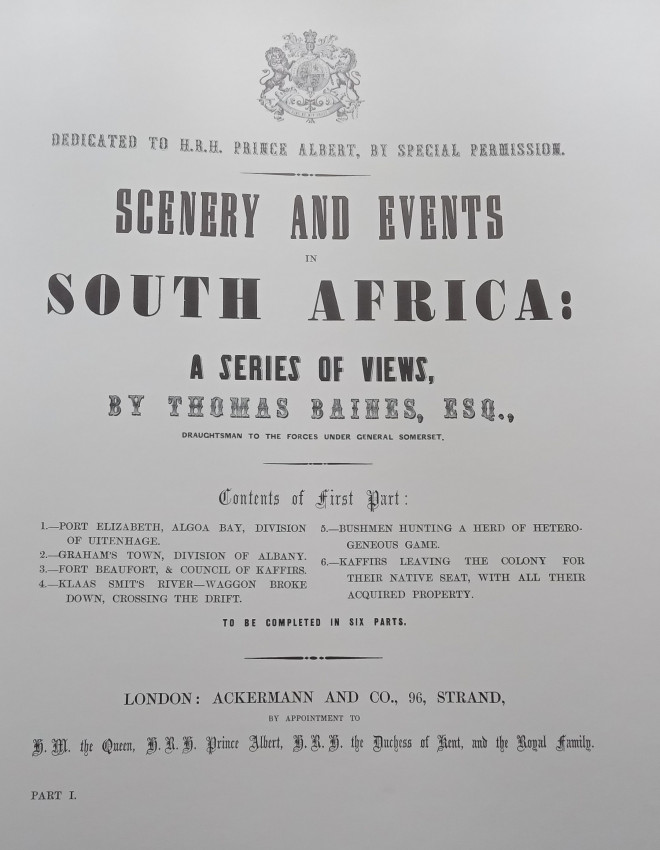 DEDICATED TO H.R.H. PRINCE ALBERT, BY SPECIAL PERMISSION.
SCENERY AND EVENTS
IN
SOUTH AFRICA:
A SERIES OF VIEWS,
BY THOMAS BAINES, ESQ.,
DRAUGHTSMAN TO THE FORCES UNDER GENERAL SOMERSET.
Contents of First Part:
1.—PORT ELIZABETH, ALGOA BAY, DIVISION
OF UITENHAGE.
2.—GRAHAM'S TOWN, DIVISION OF ALBANY.
3.—FORT BEAUFORT, & COUNCIL OF KAFFIRS.
4.—KLAAS SMIT'S RIVER—WAGGON BROKE
DOWN, CROSSING THE DRIFT.
5.—BUSHMEN HUNTING A HERD OF HETERO-
GENEOUS GAME.
6.—KAFFIRS LEAVING THE COLONY FOR
THEIR NATIVE SEAT, WITH ALL THEIR
ACQUIRED PROPERTY.
TO BE COMPLETED IN SIX PARTS.
LONDON: ACKERMANN AND CO., 96, STRAND,
BY APPOINTMENT TO
H. M. the Queen, H. R. H. Prince Albert, H. R. H. the Duchess of Kent, and the Royal Family.
PART I.